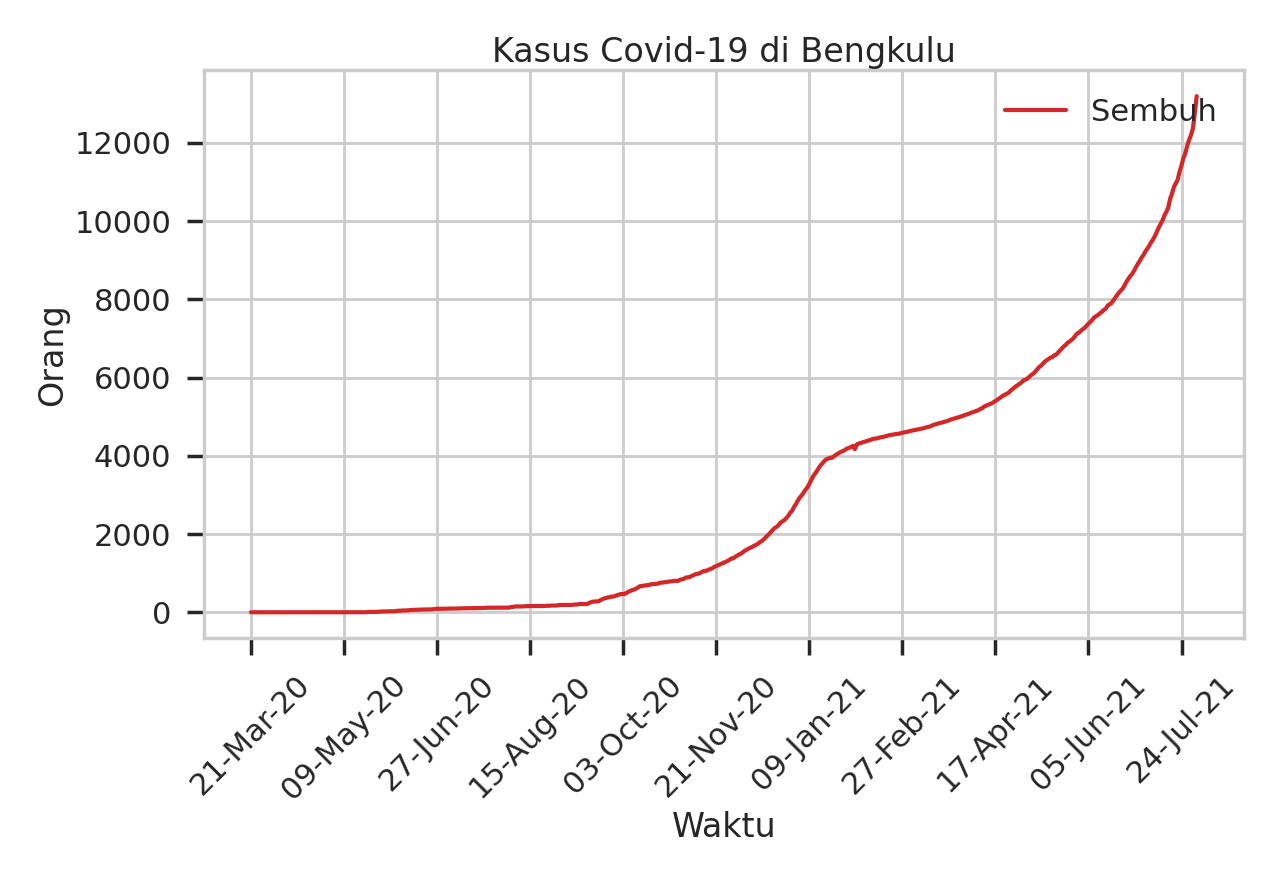 Kasus Covid-19 di Bengkulu
Sembuh
12000
10000
8000
6000
4000
2000
0
Orang
21-Mar-20
09-May-20
27-Jun-20
15-Aug-20
03-Oct-20
21-Nov-20
09-Jan-21
27-Feb-21
17-Apr-21
05-Jun-21
24-Jul-21
Waktu